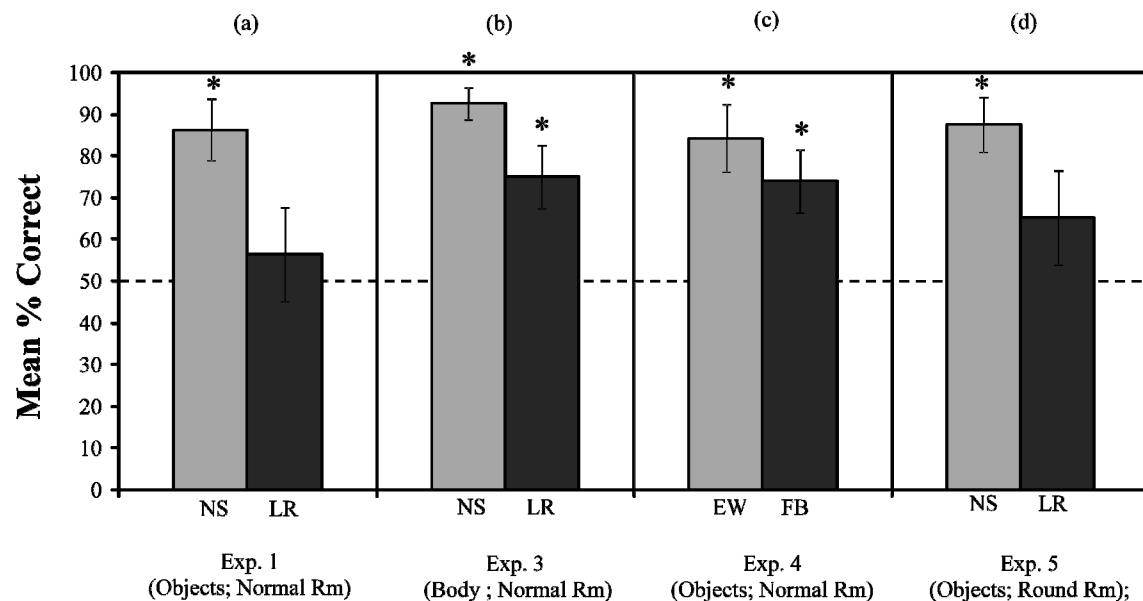 (a) (b) (c) (d)
* * * * * *
Mean % Correct
100
90
80
70
60
50
40
30
20
10
0
NS LR NS LR EW FB NS LR
Exp. 1 Exp. 3 Exp. 4 Exp. 5
(Objects; Normal Rm) (Body ; Normal Rm) (Objects; Normal Rm) (Objects; Round Rm);